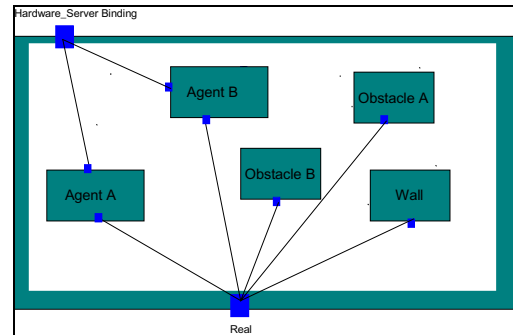 Hardware_Server Binding
Agent B
Obstacle A
Obstacle B
Agent A
Wall
Real